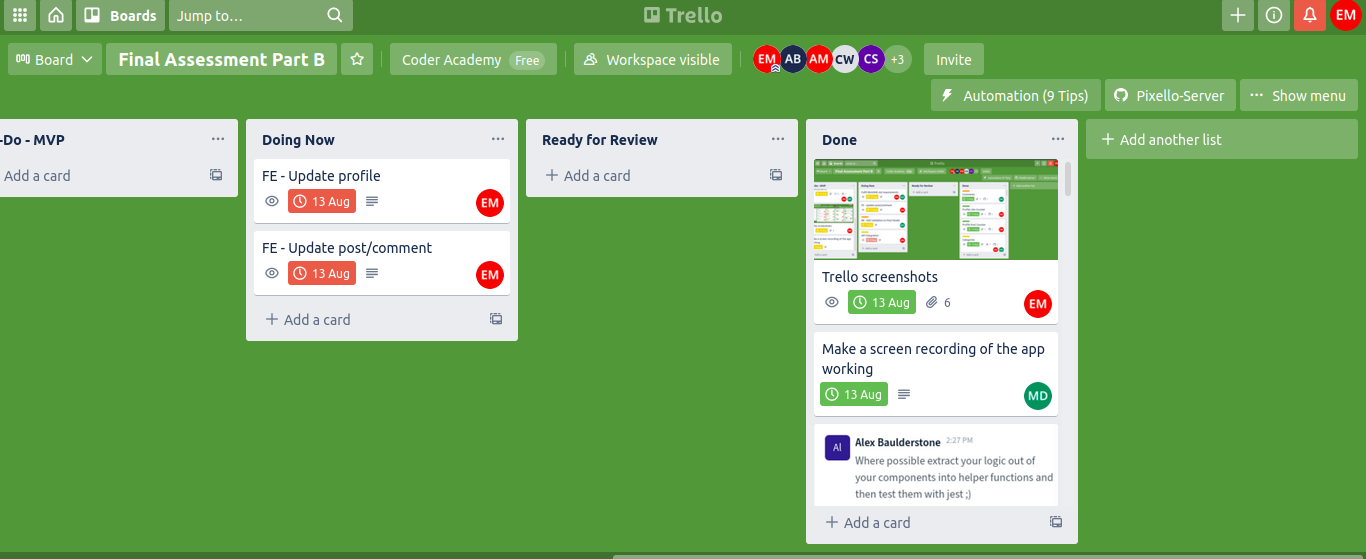 Boards
Jump to…
Trello
EM
Board
Final Assessment Part B
Coder Academy Free
Workspace visible
EM AB AM CW CS +3
Invite
Automation (9 Tips)
Pixello-Server
Show menu
-Do - MVP
Add a card
Doing Now
FE - Update profile
13 Aug
EM
FE - Update post/comment
13 Aug
EM
Add a card
Ready for Review
Add a card
Done
Trello screenshots
13 Aug
6
EM
Make a screen recording of the app
working
13 Aug
MD
Al
Alex Baulderstone 2:27 PM
Where possible extract your logic out of
your components into helper functions and
then test them with jest ;)
Add a card
Add another list